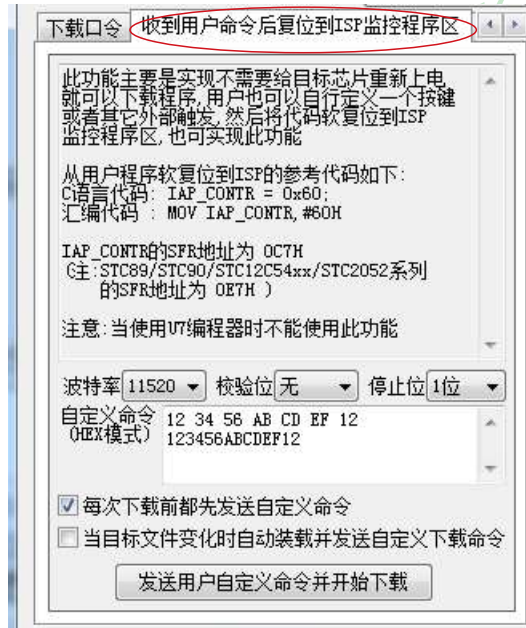 下载口令 收到用户命令后复位到ISP监控程序区
此功能主要是实现不需要给目标芯片重新上电,
就可以下载程序,用户也可以自行定义一个按键
或者其它外部触发,然后将代码软复位到ISP
监控程序区,也可实现此功能
从用户程序软复位到ISP的参考代码如下:
C语言代码: IAP_CONTR = 0x60;
汇编代码 : MOV IAP_CONTR,#60H
IAP_CONTR的SFR地址为 0C7H
(注:STC89/STC90/STC12C54xx/STC2052系列
的SFR地址为 0E7H )
注意:当使用U7编程器时不能使用此功能
波特率 11520 校验位 无 停止位 1位
自定义命令 12 34 56 AB CD EF 12
(HEX模式) 123456ABCDEF12
每次下载前都先发送自定义命令
当目标文件变化时自动装载并发送自定义下载命令
发送用户自定义命令并开始下载